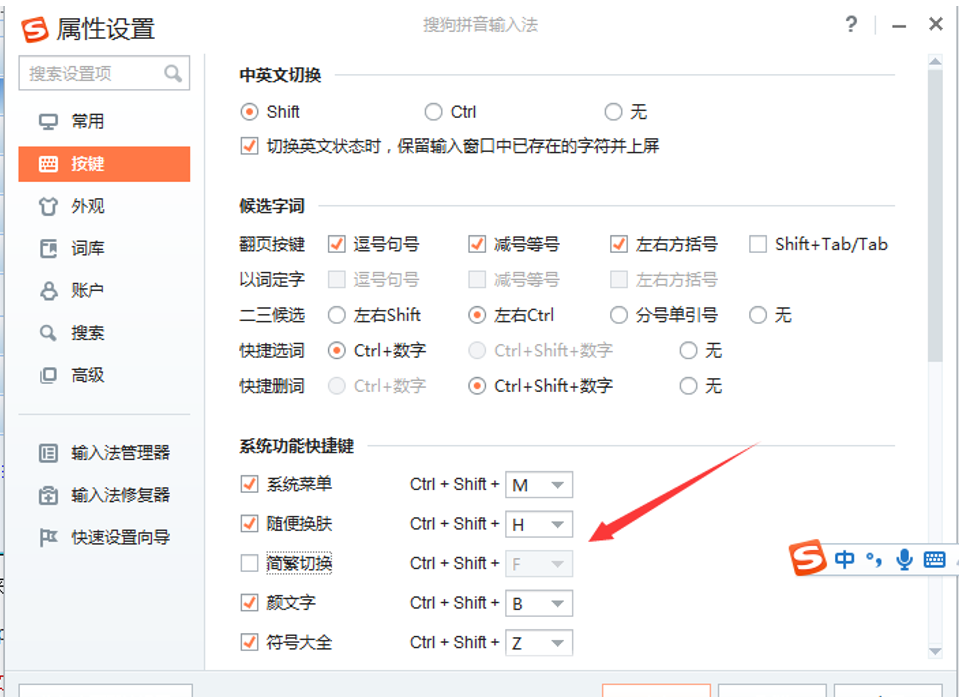 属性设置
搜狗拼音输入法
搜索设置项
常用
按键
外观
词库
账户
搜索
高级
输入法管理器
输入法修复器
快速设置向导
中英文切换
Shift Ctrl 无
切换英文状态时，保留输入窗口中已存在的字符并上屏
候选字词
翻页按键 逗号句号 减号等号 左右方括号 Shift+Tab/Tab
以词定字 逗号句号 减号等号 左右方括号
二三候选 左右Shift 左右Ctrl 分号单引号 无
快捷选词 Ctrl+数字 Ctrl+Shift+数字 无
快捷删词 Ctrl+数字 Ctrl+Shift+数字 无
系统功能快捷键
系统菜单 Ctrl + Shift + M
随便换肤 Ctrl + Shift + H
简繁切换 Ctrl + Shift + F
颜文字 Ctrl + Shift + B
符号大全 Ctrl + Shift + Z
中